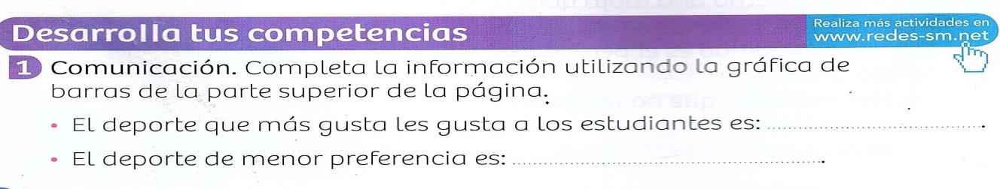 Desarrolla tus competencias
Realiza más actividades en
www.redes-sm.net
1 Comunicación. Completa la información utilizando la gráfica de
barras de la parte superior de la página:
• El deporte que más gusta les gusta a los estudiantes es: ....................................................
• El deporte de menor preferencia es: ..........................................................................